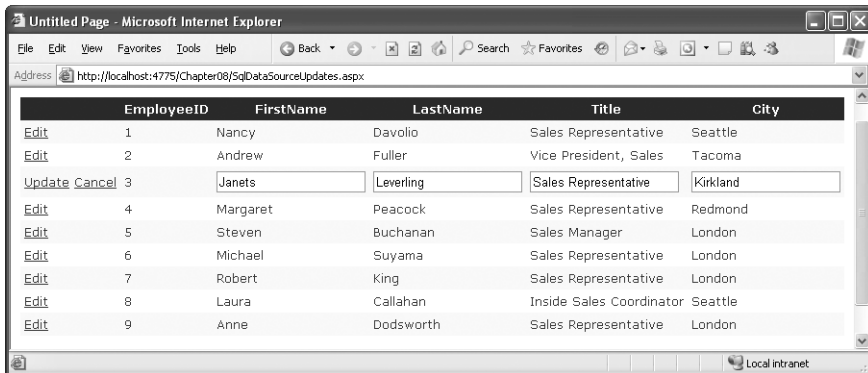 Untitled Page - Microsoft Internet Explorer
File Edit View Favorites Tools Help Back Search Favorites
Address http://localhost:4775/Chapter08/SqlDataSourceUpdates.aspx
EmployeeID FirstName LastName Title City
Edit 1 Nancy Davolio Sales Representative Seattle
Edit 2 Andrew Fuller Vice President, Sales Tacoma
Update Cancel 3 Janets Leverling Sales Representative Kirkland
Edit 4 Margaret Peacock Sales Representative Redmond
Edit 5 Steven Buchanan Sales Manager London
Edit 6 Michael Suyama Sales Representative London
Edit 7 Robert King Sales Representative London
Edit 8 Laura Callahan Inside Sales Coordinator Seattle
Edit 9 Anne Dodsworth Sales Representative London
Local intranet